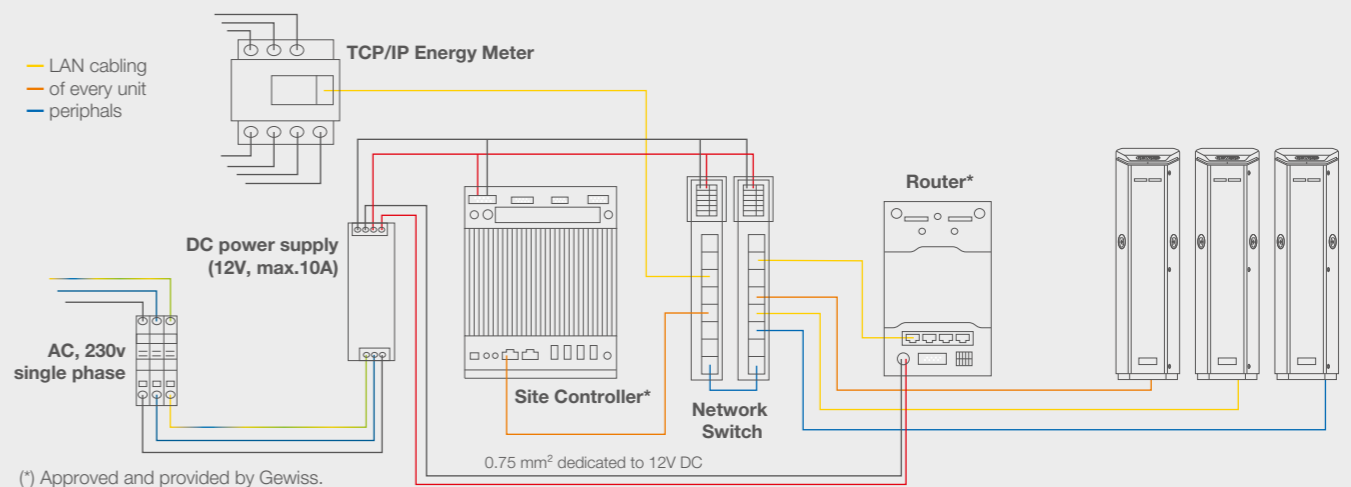 TCP/IP Energy Meter
LAN cabling
of every unit
periphals
Router*
DC power supply
(12V, max.10A)
AC, 230v
single phase
Site Controller*
Network
Switch
0.75 mm² dedicated to 12V DC
(*) Approved and provided by Gewiss.